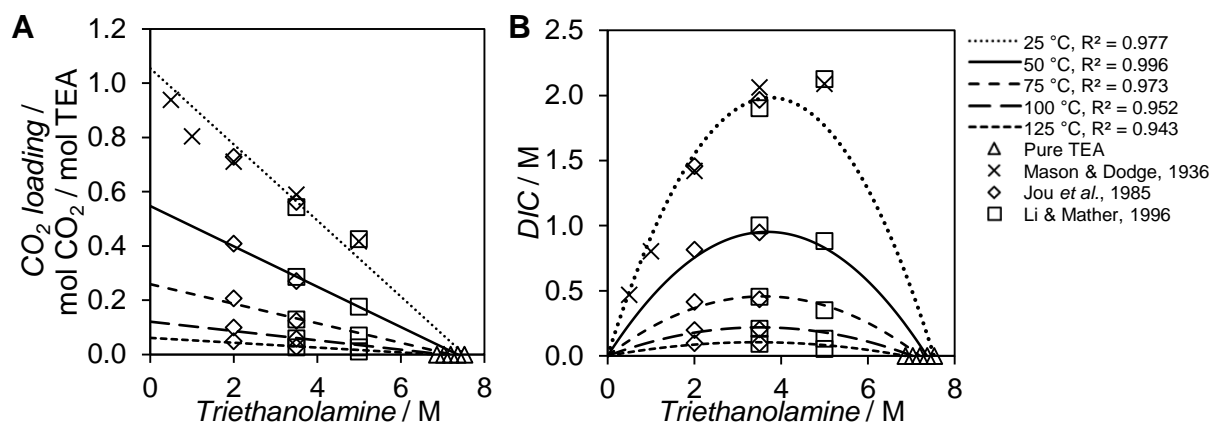 A
CO2 loading /
mol CO2 / mol TEA
1.2
1.0
0.8
0.6
0.4
0.2
0.0
0 2 4 6 8
Triethanolamine / M
B
DIC / M
2.5
2.0
1.5
1.0
0.5
0.0
0 2 4 6 8
Triethanolamine / M
25 °C, R² = 0.977
50 °C, R² = 0.996
75 °C, R² = 0.973
100 °C, R² = 0.952
125 °C, R² = 0.943
Pure TEA
Mason & Dodge, 1936
Jou et al., 1985
Li & Mather, 1996